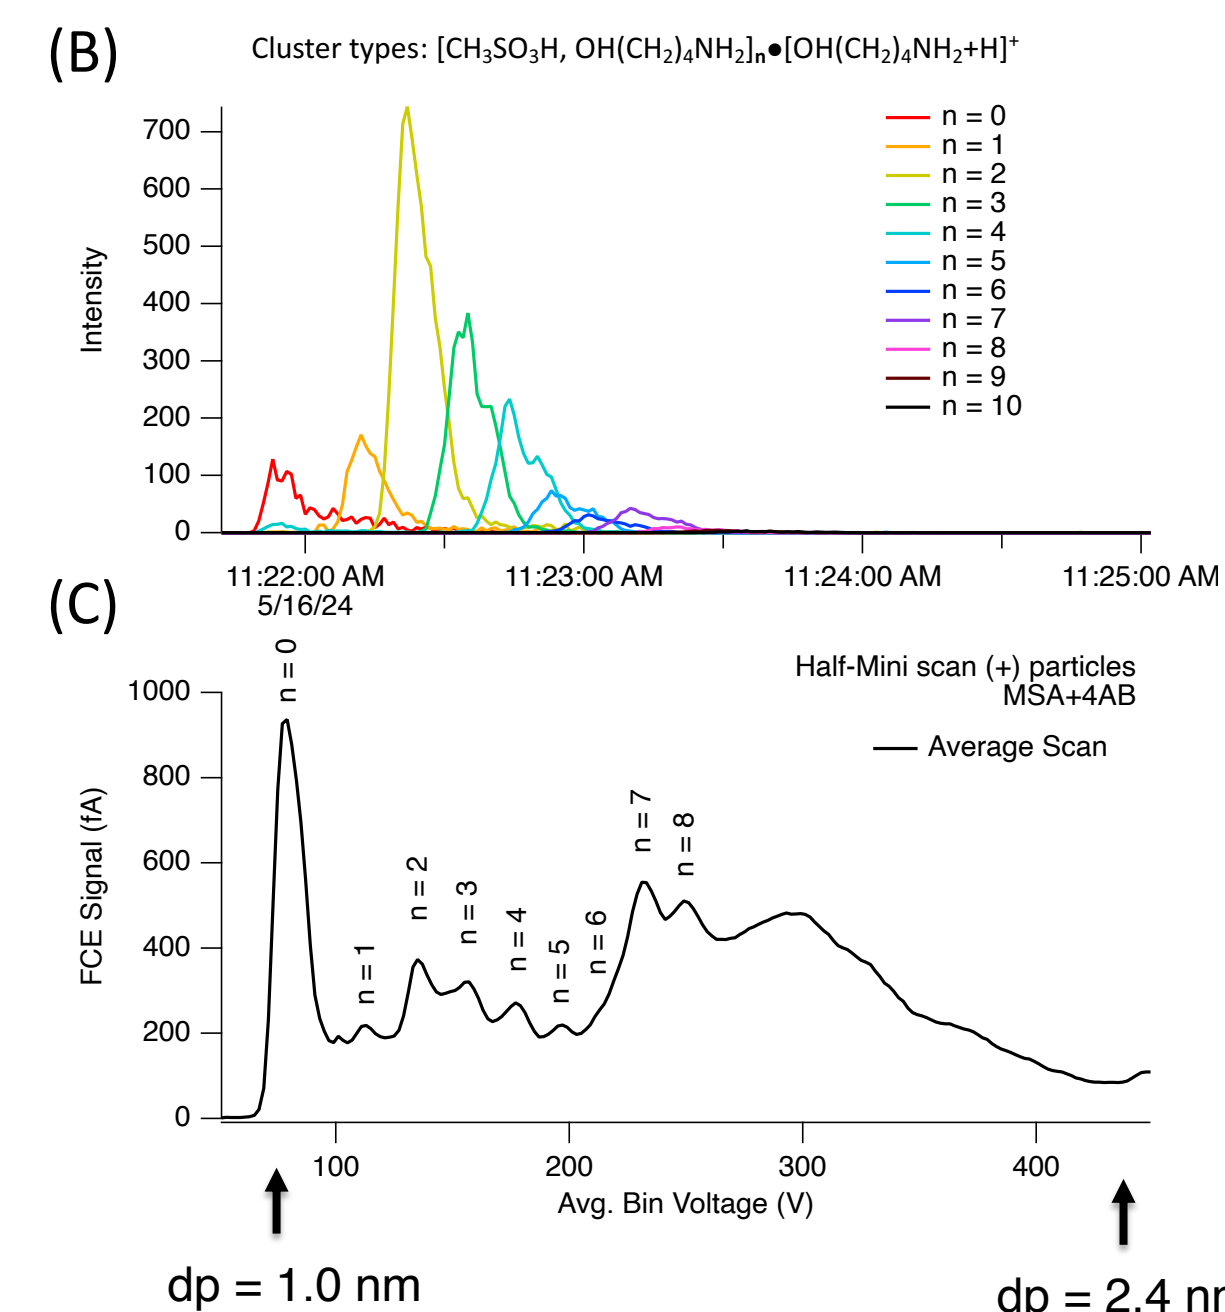 (B)
Cluster types: [CH₃SO₃H, OH(CH₂)₄NH₂]ₙ●[OH(CH₂)₄NH₂+H]⁺
700
600
500
400
300
200
100
0
Intensity
n = 0
n = 1
n = 2
n = 3
n = 4
n = 5
n = 6
n = 7
n = 8
n = 9
n = 10
11:22:00 AM 11:23:00 AM 11:24:00 AM 11:25:00 AM
5/16/24
(C)
Half-Mini scan (+) particles
MSA+4AB
Average Scan
1000
800
600
400
200
0
FCE Signal (fA)
n = 0
n = 1
n = 2
n = 3
n = 4
n = 5
n = 6
n = 7
n = 8
100 200 300 400
Avg. Bin Voltage (V)
dp = 1.0 nm
dp = 2.4 nm